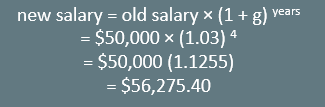 new salary = old salary × (1 + g) years
= $50,000 × (1.03) 4
= $50,000 (1.1255)
= $56,275.40